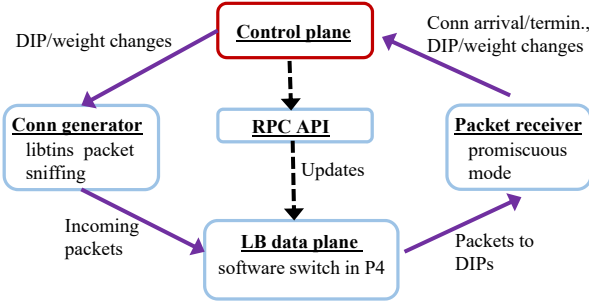 DIP/weight changes
Control plane
Conn arrival/termin.,
DIP/weight changes
Conn generator
libtins packet
sniffing
RPC API
Packet receiver
promiscuous
mode
Updates
Incoming
packets
LB data plane
software switch in P4
Packets to
DIPs